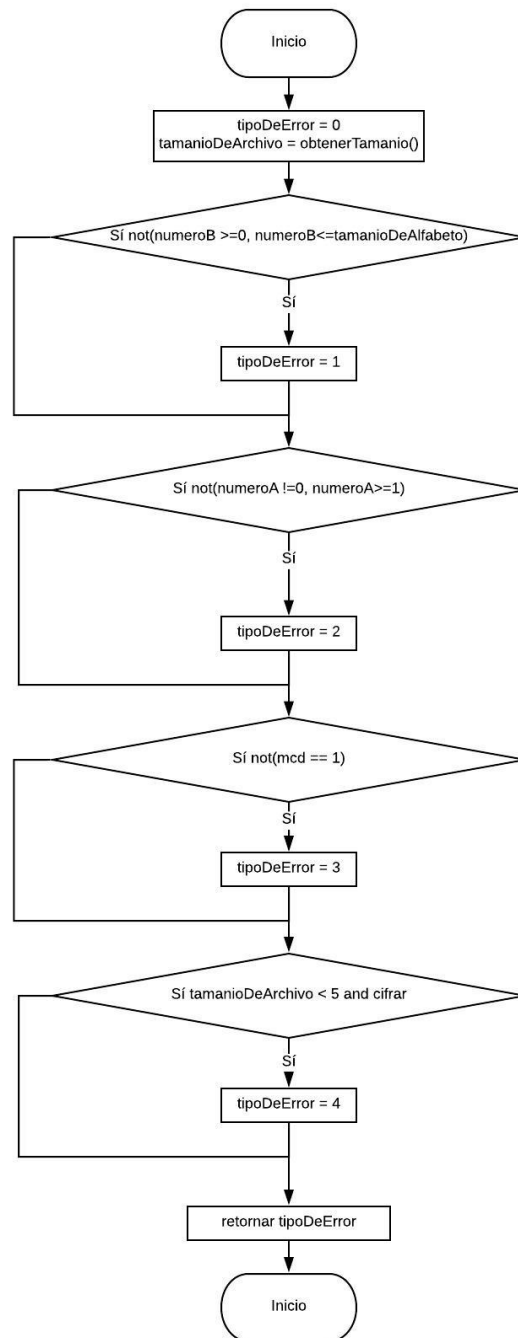 Inicio
tipoDeError = 0
tamanioDeArchivo = obtenerTamanio()
Sí not(numeroB >=0, numeroB<=tamanioDeAlfabeto)
Sí
tipoDeError = 1
Sí not(numeroA !=0, numeroA>=1)
Sí
tipoDeError = 2
Sí not(mcd == 1)
Sí
tipoDeError = 3
Sí tamanioDeArchivo < 5 and cifrar
Sí
tipoDeError = 4
retornar tipoDeError
Inicio